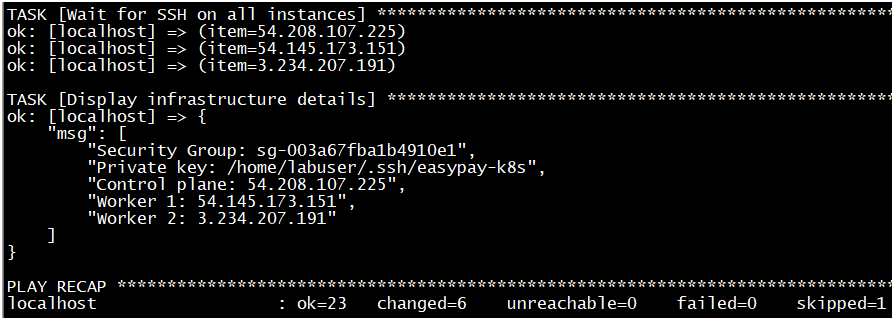 TASK [Wait for SSH on all instances] ****************************************************
ok: [localhost] => (item=54.208.107.225)
ok: [localhost] => (item=54.145.173.151)
ok: [localhost] => (item=3.234.207.191)
TASK [Display infrastructure details] ***************************************************
ok: [localhost] => {
    "msg": [
        "Security Group: sg-003a67fba1b4910e1",
        "Private key: /home/labuser/.ssh/easypay-k8s",
        "Control plane: 54.208.107.225",
        "Worker 1: 54.145.173.151",
        "Worker 2: 3.234.207.191"
    ]
}
PLAY RECAP ******************************************************************************
localhost                  : ok=23   changed=6    unreachable=0    failed=0    skipped=1